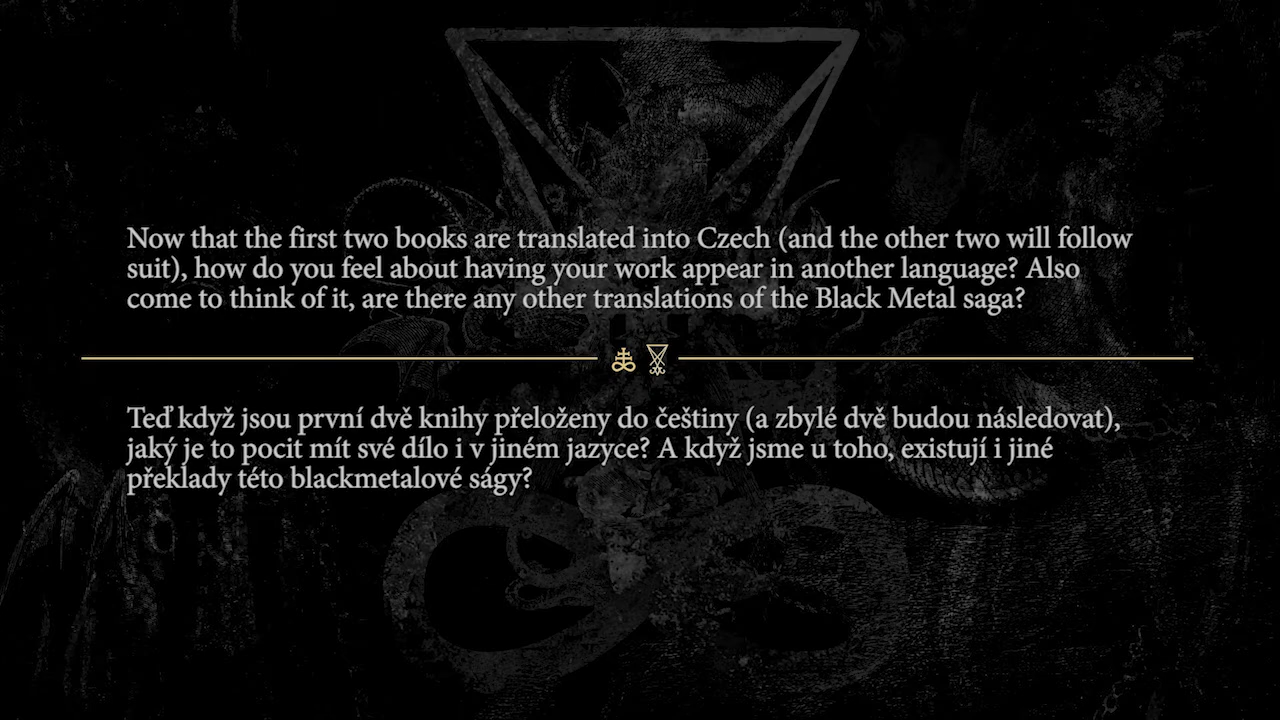 Now that the first two books are translated into Czech (and the other two will follow
suit), how do you feel about having your work appear in another language? Also
come to think of it, are there any other translations of the Black Metal saga?
Teď když jsou první dvě knihy přeloženy do češtiny (a zbylé dvě budou následovat),
jaký je to pocit mít své dílo i v jiném jazyce? A když jsme u toho, existují i jiné
překlady této blackmetalové ságy?